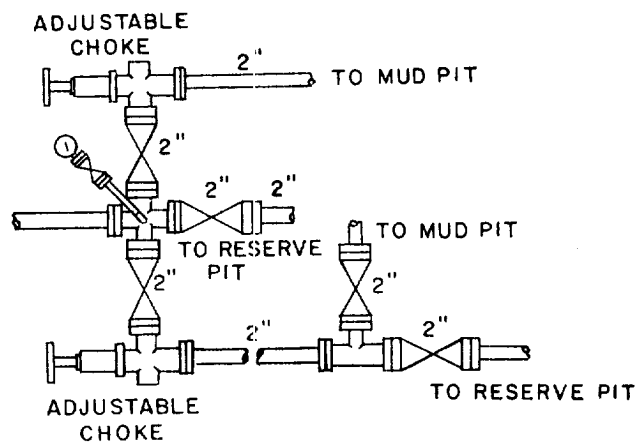 ADJUSTABLE
CHOKE
2"
TO MUD PIT
2"
2"
2"
TO RESERVE
PIT
TO MUD PIT
2"
2"
2"
2"
TO RESERVE PIT
ADJUSTABLE
CHOKE